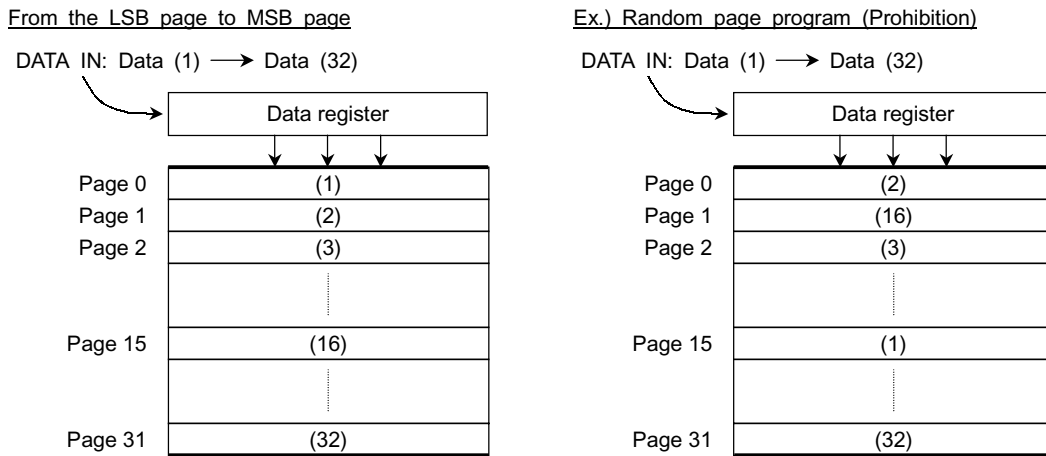 From the LSB page to MSB page
DATA IN: Data (1) → Data (32)
Data register
Page 0 (1)
Page 1 (2)
Page 2 (3)
Page 15 (16)
Page 31 (32)
Ex.) Random page program (Prohibition)
DATA IN: Data (1) → Data (32)
Data register
Page 0 (2)
Page 1 (16)
Page 2 (3)
Page 15 (1)
Page 31 (32)